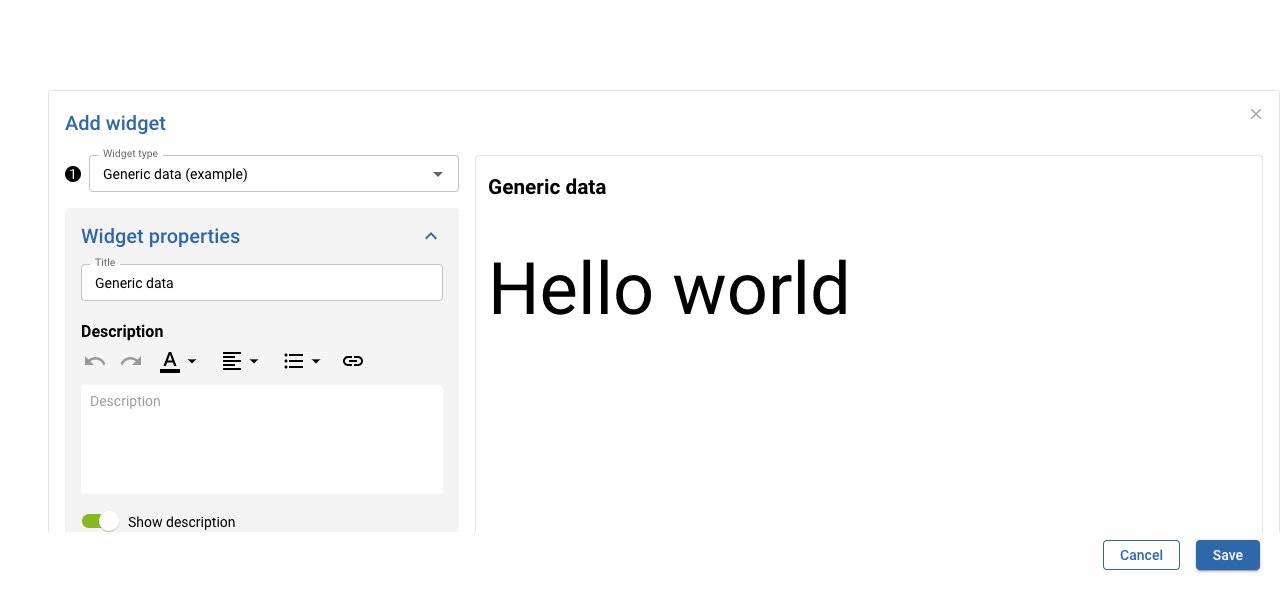 Add widget
Widget type
1
Generic data (example)
Widget properties
Title
Generic data
Description
A
Description
Show description
Generic data
Hello world
Cancel
Save